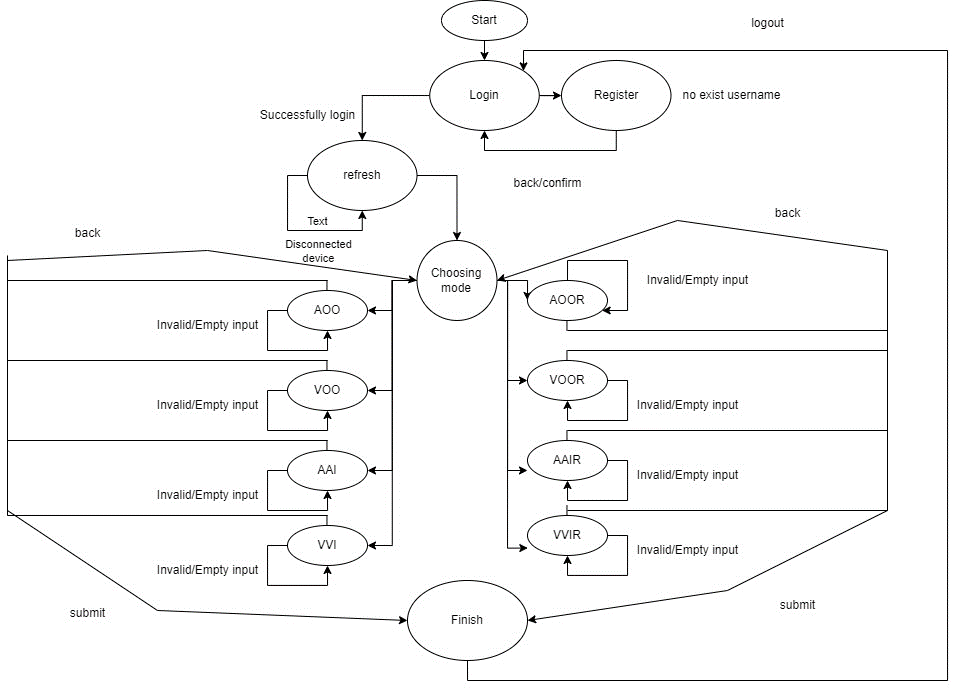 Start
logout
Login
Register
no exist username
Successfully login
refresh
back/confirm
Text
Disconnected
device
back
back
Choosing
mode
AOO
Invalid/Empty input
AOOR
Invalid/Empty input
VOO
Invalid/Empty input
VOOR
Invalid/Empty input
AAI
Invalid/Empty input
AAIR
Invalid/Empty input
VVI
Invalid/Empty input
VVIR
Invalid/Empty input
submit
Finish
submit